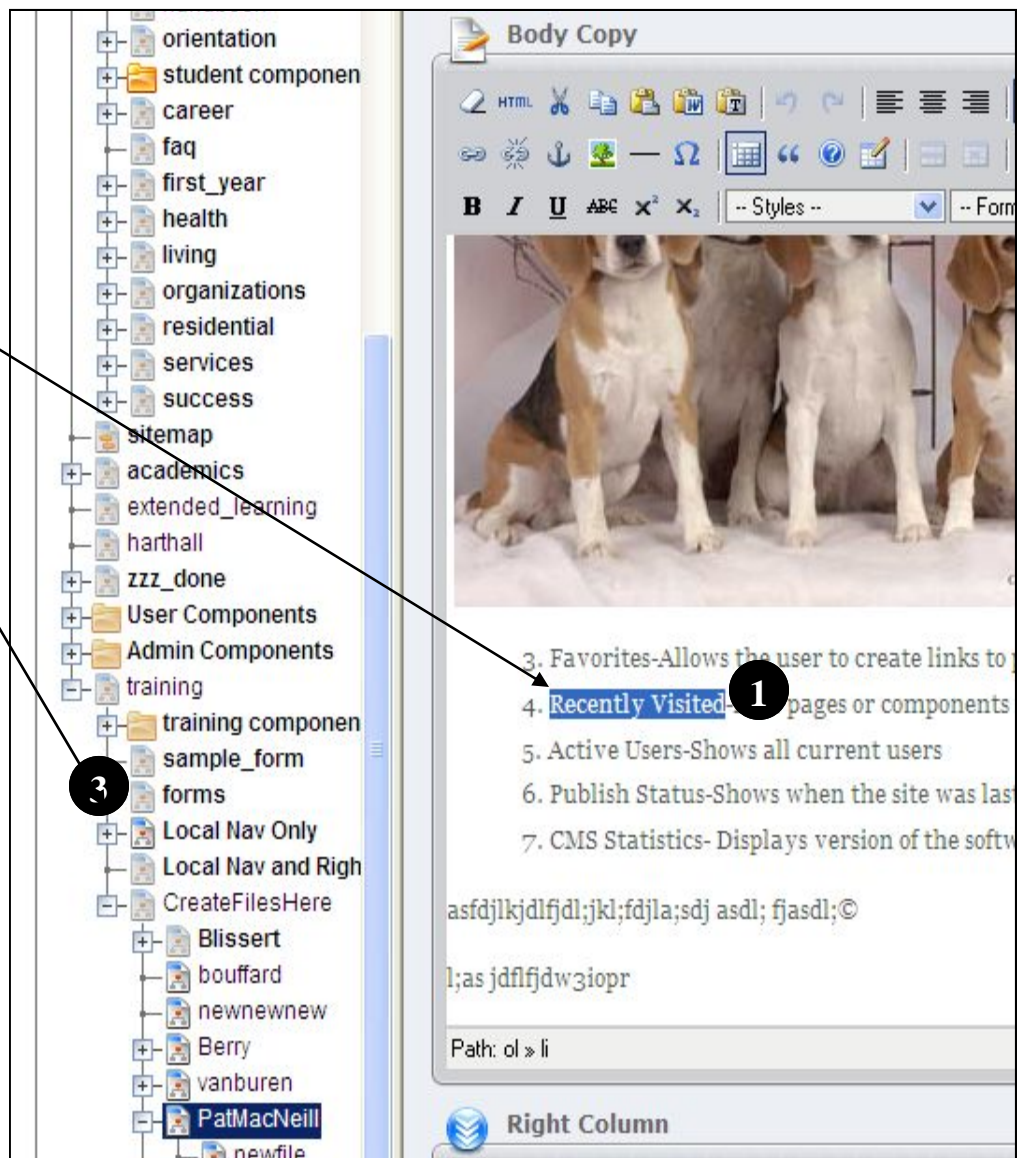 orientation
student componen
career
faq
first_year
health
living
organizations
residential
services
success
sitemap
academics
extended_learning
harthall
zzz_done
User Components
Admin Components
training
training componen
sample_form
3
forms
Local Nav Only
Local Nav and Righ
CreateFilesHere
Blissert
bouffard
newnewnew
Berry
vanburen
PatMacNeill
newfile
Body Copy
HTML W T
B I U ABC x² x₂ -- Styles -- -- Form
3. Favorites-Allows the user to create links to
4. Recently Visited- 1 pages or components
5. Active Users-Shows all current users
6. Publish Status-Shows when the site was last
7. CMS Statistics- Displays version of the softw
asfdjlkjdlfjdl;jkl;fdjla;sdj asdl; fjasdl;©
l;as jdflfjdw3iopr
Path: ol » li
Right Column